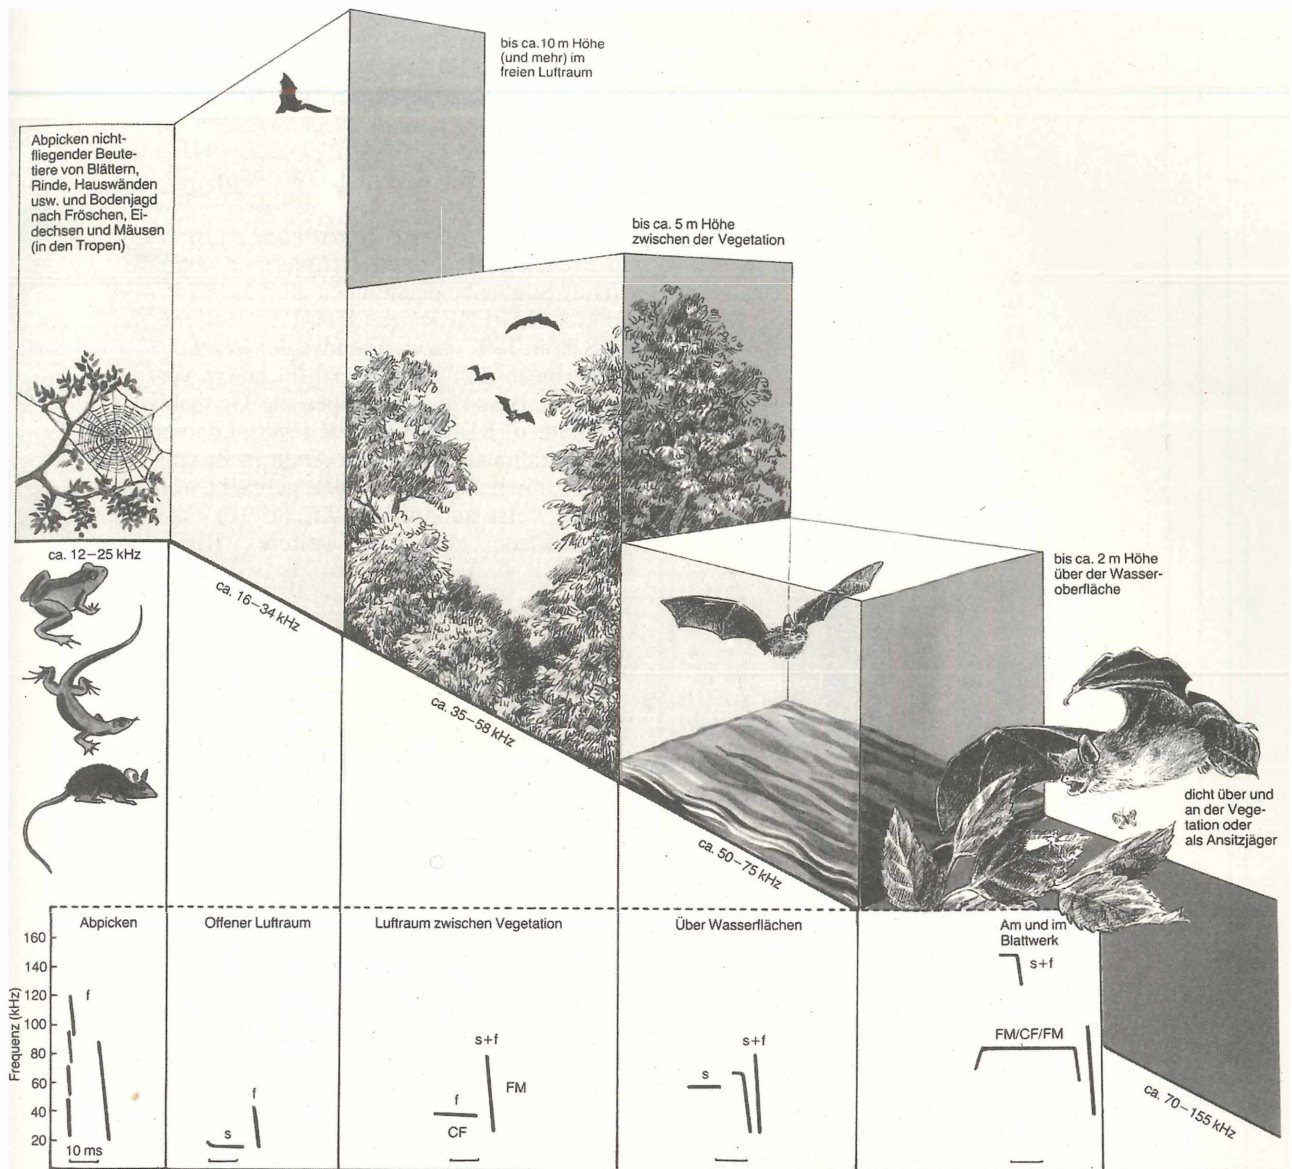 bis ca.10 m Höhe
(und mehr) im
freien Luftraum
Abpicken nicht-
fliegender Beute-
tiere von Blättern,
Rinde, Hauswänden
usw. und Bodenjagd
nach Fröschen, Ei-
dechsen und Mäusen
(in den Tropen)
bis ca. 5 m Höhe
zwischen der Vegetation
bis ca. 2 m Höhe
über der Wasser-
oberfläche
dicht über und
an der Vege-
tation oder
als Ansitzjäger
ca. 12–25 kHz
ca. 16–34 kHz
ca. 35–58 kHz
ca. 50–75 kHz
ca. 70–155 kHz
Frequenz (kHz)
160
140
120
100
80
60
40
20
Abpicken
f
10 ms
Offener Luftraum
s
f
Luftraum zwischen Vegetation
s+f
f
FM
CF
Über Wasserflächen
s+f
s
Am und im
Blattwerk
s+f
FM/CF/FM